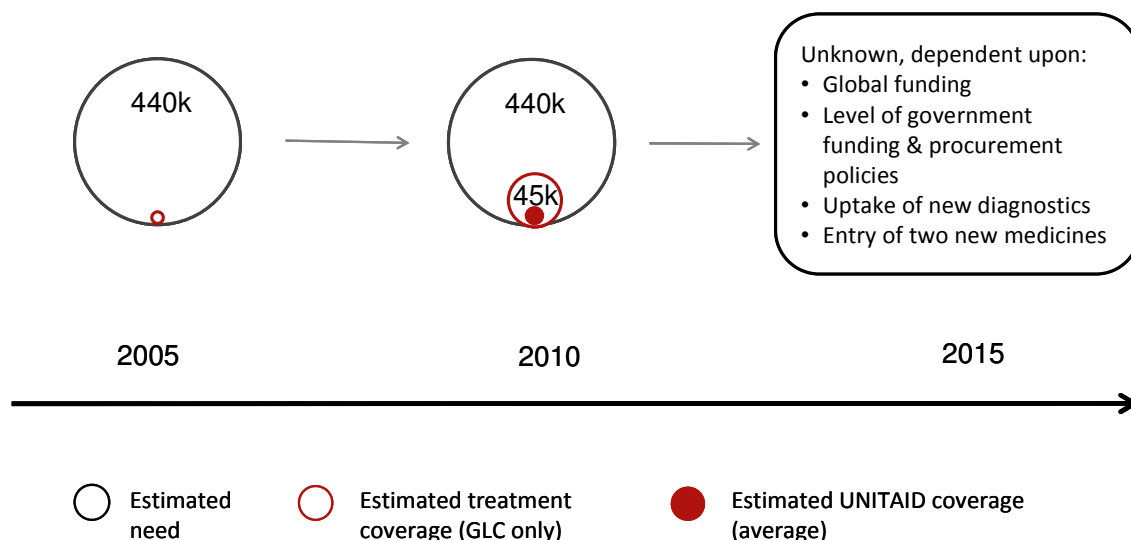 440k
440k
45k
Unknown, dependent upon:
• Global funding
• Level of government
funding & procurement
policies
• Uptake of new diagnostics
• Entry of two new medicines
2005
2010
2015
Estimated
need
Estimated treatment
coverage (GLC only)
Estimated UNITAID coverage
(average)